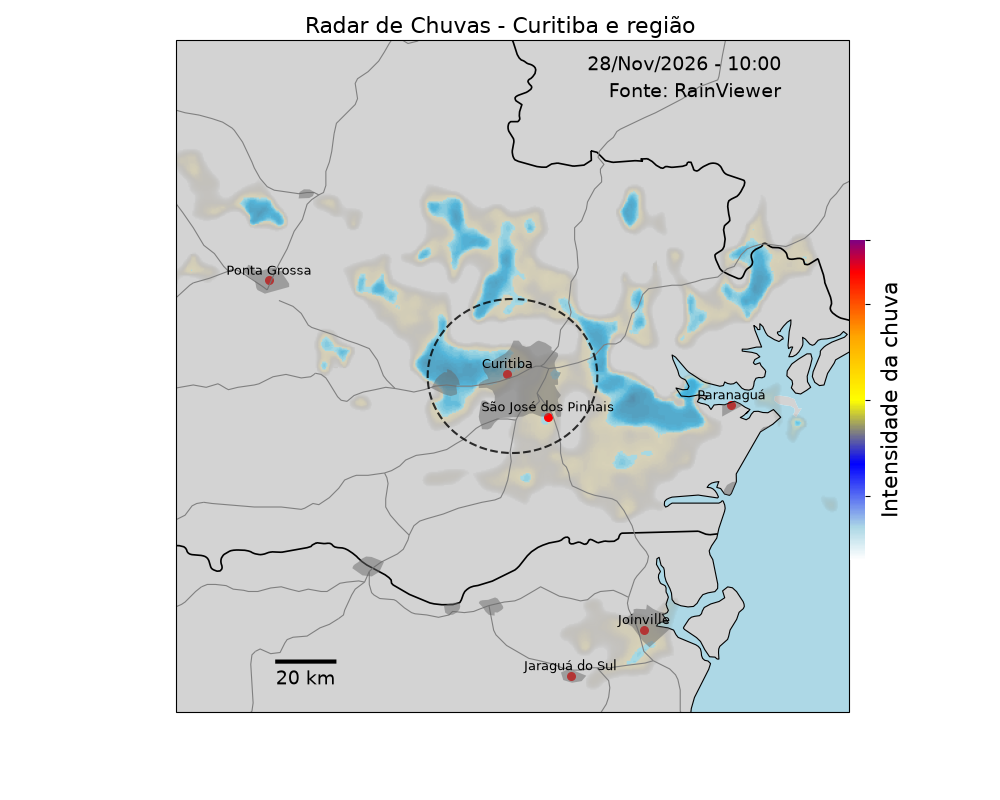 Radar de Chuvas - Curitiba e região
28/Nov/2026 - 10:00
Fonte: RainViewer
Ponta Grossa
Curitiba
Paranaguá
São José dos Pinhais
Intensidade da chuva
Joinville
Jaraguá do Sul
20 km